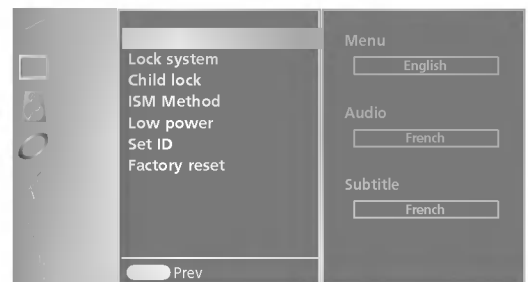 Lock system
Child lock
ISM Method
Low power
Set ID
Factory reset
Prev
Menu
English
Audio
French
Subtitle
French